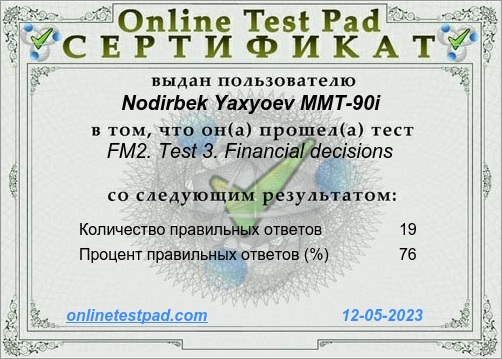 Online Test Pad
СЕРТИФИКАТ
выдан пользователю
Nodirbek Yaxyoev MMT-90i
в том, что он(а) прошел(а) тест
FM2. Test 3. Financial decisions
со следующим результатом:
Количество правильных ответов 19
Процент правильных ответов (%) 76
onlinetestpad.com 12-05-2023